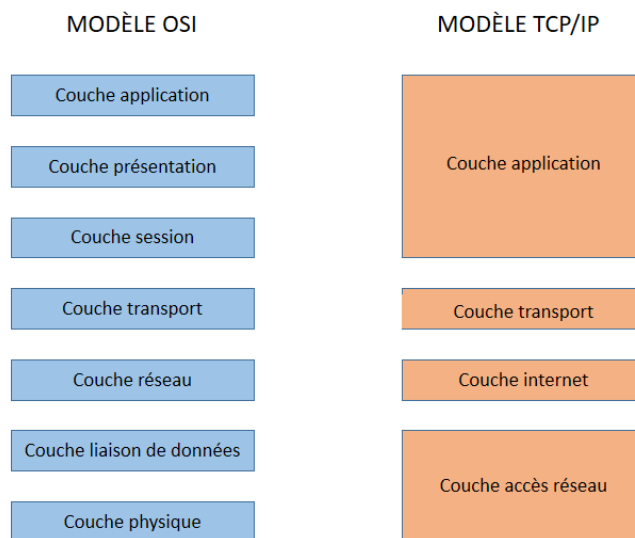 MODÈLE OSI
MODÈLE TCP/IP
Couche application
Couche présentation
Couche session
Couche transport
Couche réseau
Couche liaison de données
Couche physique
Couche application
Couche transport
Couche internet
Couche accès réseau